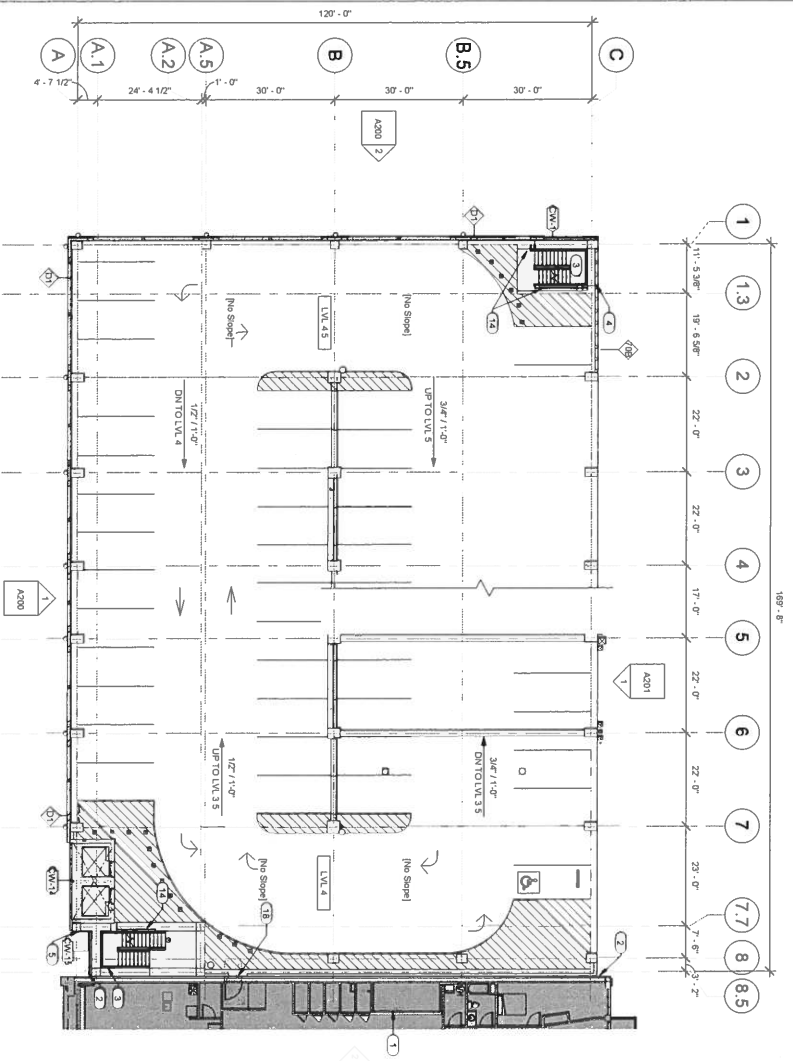 120' - 0"
A
A.1
A.2
A.5
B
B.5
C
4' - 7 1/2"
24' - 4 1/2"
1' - 0"
30' - 0"
30' - 0"
30' - 0"
A200
2
D1
CW-1
1
11' - 5 3/8"
1.3
19' - 6 5/8"
2
22' - 0"
3
22' - 0"
4
17' - 0"
5
22' - 0"
6
22' - 0"
7
23' - 0"
7.7
7' - 6"
8
3' - 2"
8.5
169' - 8"
D1
[No Slope]
LVL 4.5
[No Slope]
3
14
4
1/2" / 1'-0"
DN TO LVL 4
3/4" / 1'-0"
UP TO LVL 5
A200
1
A201
1
1/2" / 1'-0"
UP TO LVL 3.5
3/4" / 1'-0"
DN TO LVL 3.5
D1
[No Slope]
LVL 4
[No Slope]
14
18
5
2
3
2
1